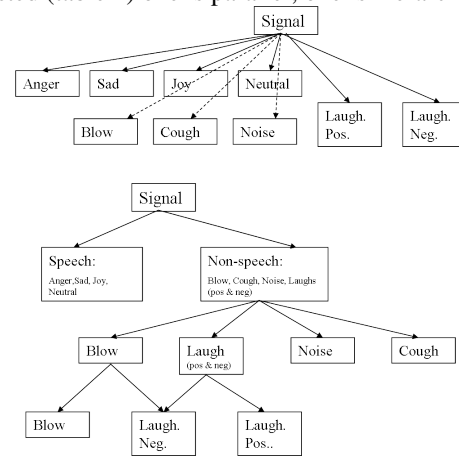 Signal
Anger Sad Joy Neutral
Blow Cough Noise Laugh. Laugh.
Pos. Neg.
Signal
Speech: Non-speech:
Anger,Sad, Joy, Blow, Cough, Noise, Laughs
Neutral (pos & neg)
Blow Laugh Noise Cough
(pos & neg)
Blow Laugh. Laugh.
Neg. Pos..